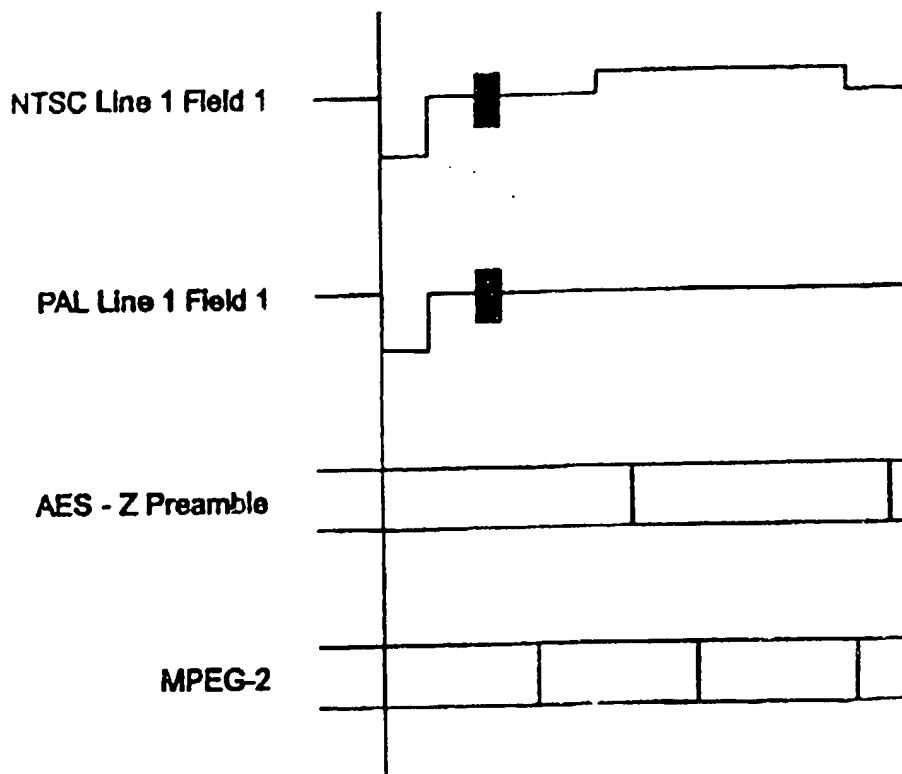 NTSC Line 1 Field 1
PAL Line 1 Field 1
AES - Z Preamble
MPEG-2